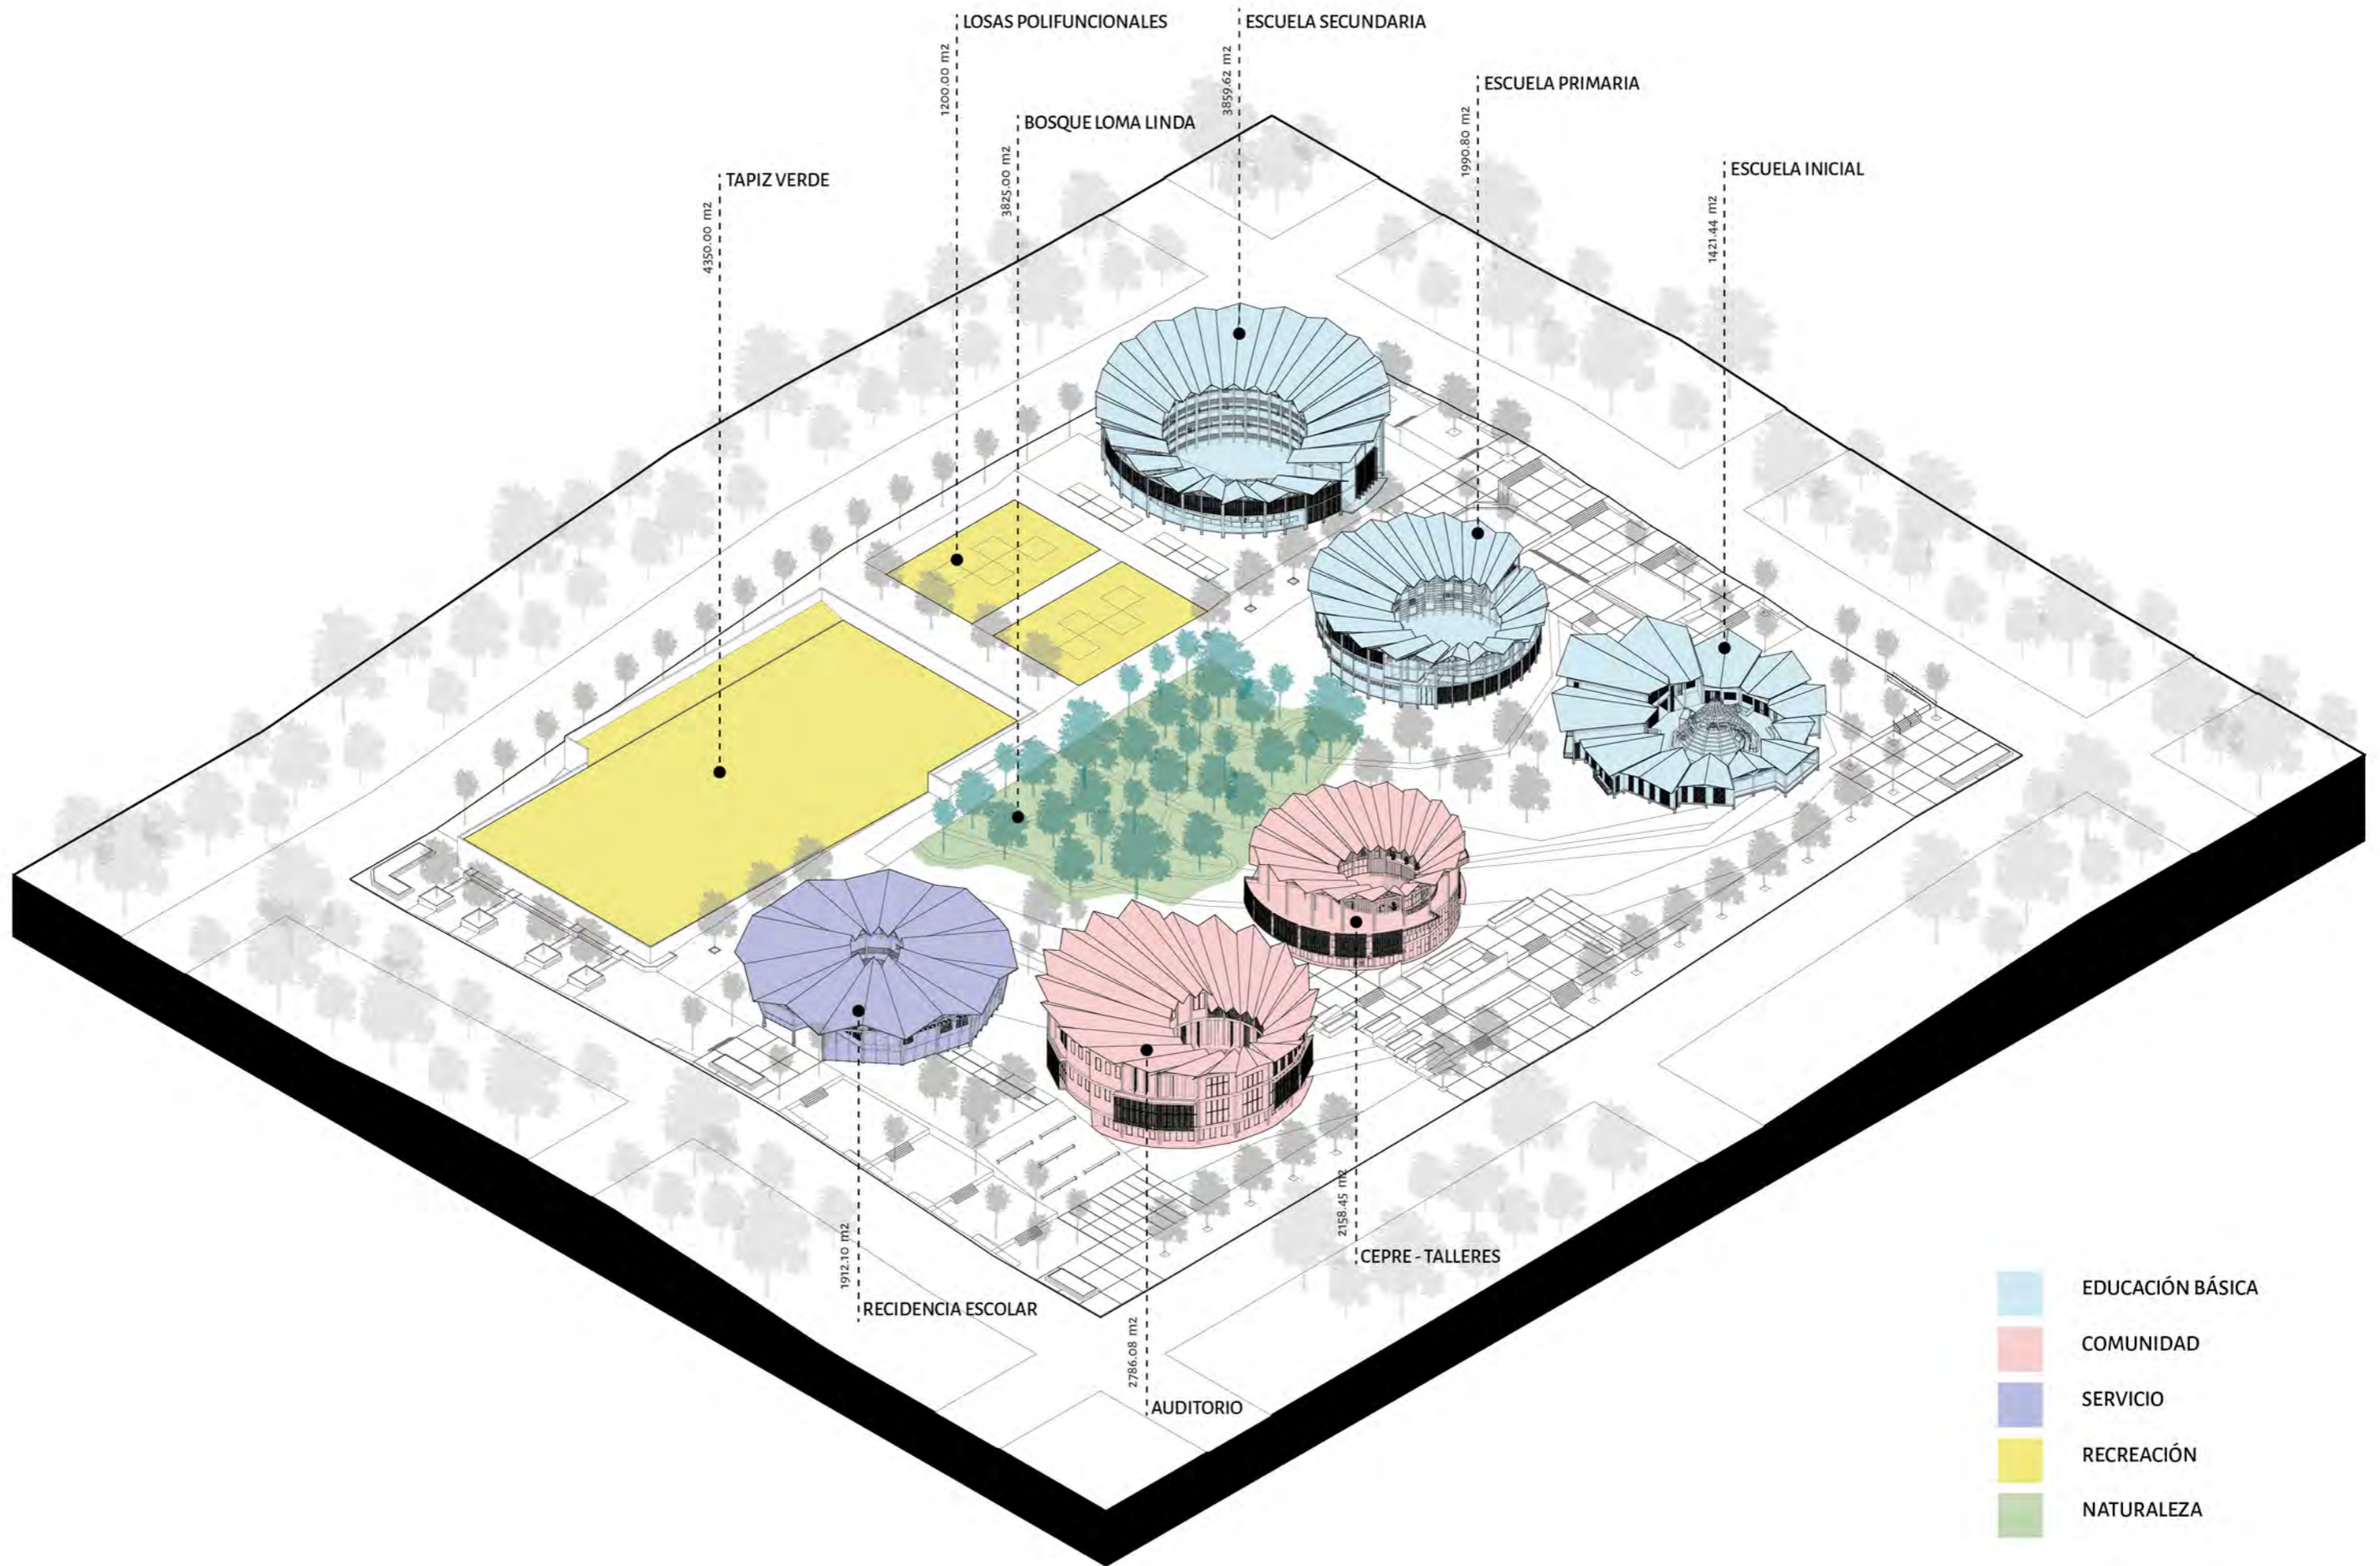 LOSAS POLIFUNCIONALES
1200.00 m2
ESCUELA SECUNDARIA
3859.62 m2
ESCUELA PRIMARIA
1990.80 m2
BOSQUE LOMA LINDA
3825.00 m2
ESCUELA INICIAL
1421.44 m2
TAPIZ VERDE
4350.00 m2
2158.45 m2
CEPRE - TALLERES
1912.10 m2
RECIDENCIA ESCOLAR
2786.08 m2
AUDITORIO
EDUCACIÓN BÁSICA
COMUNIDAD
SERVICIO
RECREACIÓN
NATURALEZA